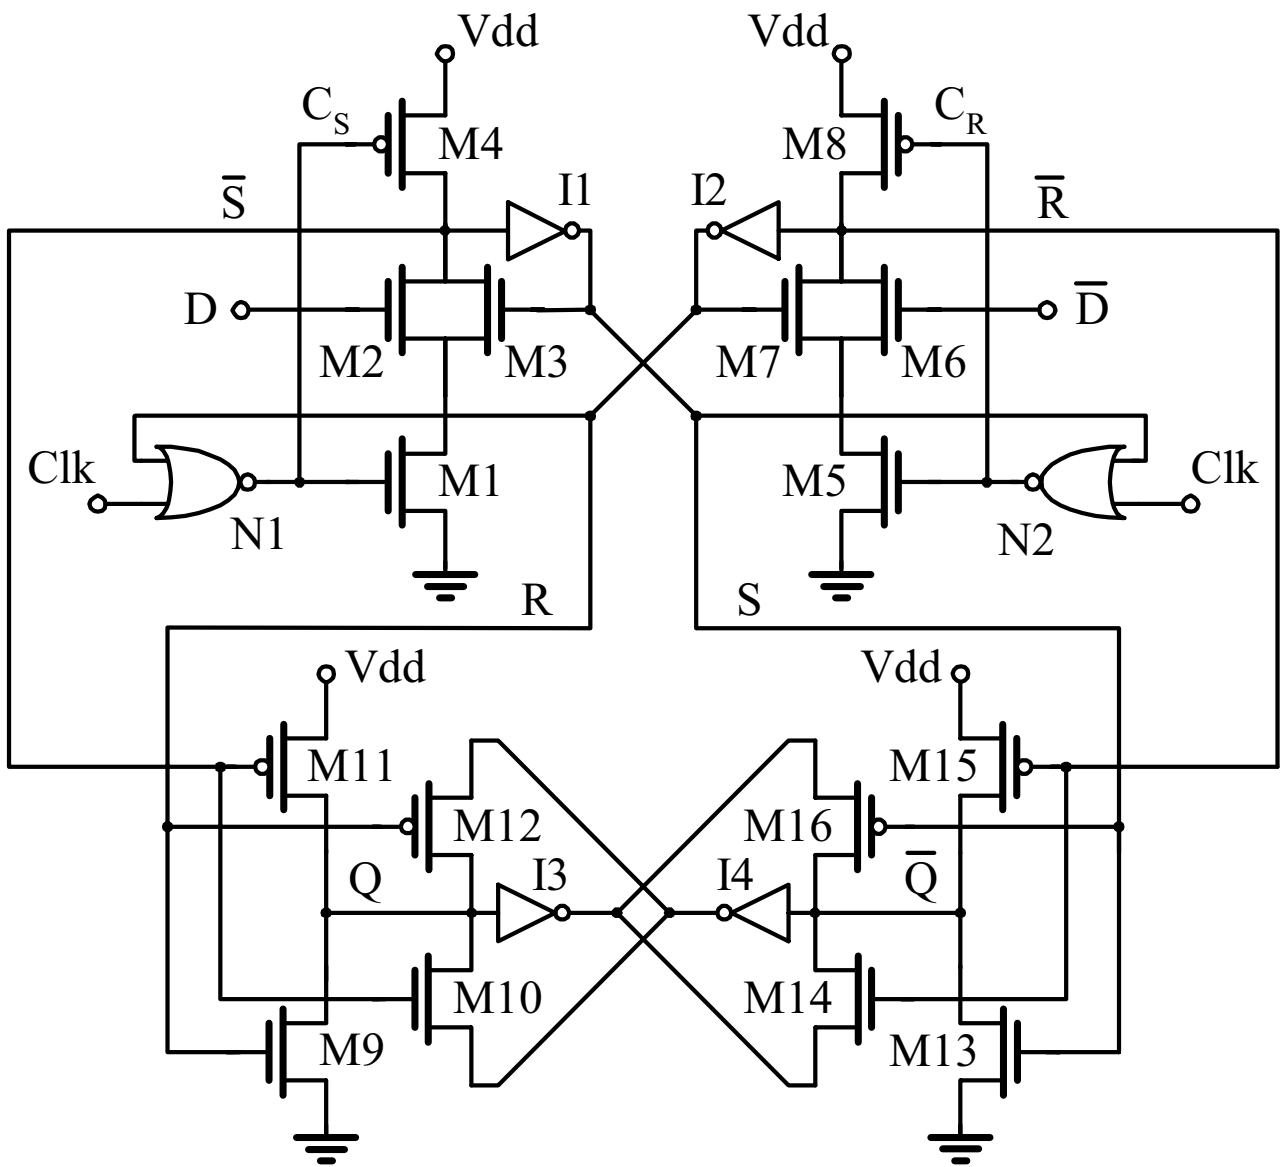 Vdd Vdd
C_S C_R
M4 M8
S̅ I1 I2 R̅
D D̅
M2 M3 M7 M6
Clk M1 M5 Clk
N1 N2
R S
Vdd Vdd
M11 M15
M12 M16
Q I3 I4 Q̅
M10 M14
M9 M13